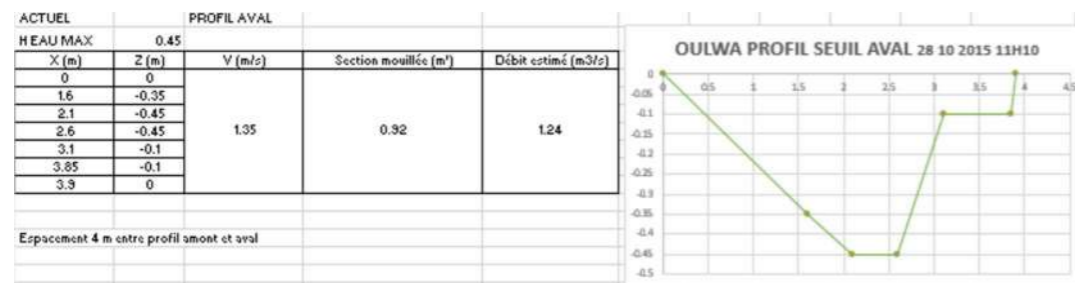 ACTUEL PROFIL AVAL
H EAU MAX 0.45
X (m) Z (m) V (m/s) Section mouillée (m²) Débit estimé (m3/s)
0 0
1.6 -0.35
2.1 -0.45
2.6 -0.45 1.35 0.92 1.24
3.1 -0.1
3.85 -0.1
3.9 0
Espacement 4 m entre profil amont et aval
OULWA PROFIL SEUIL AVAL 28 10 2015 11H10
0 0.5 1 1.5 2 2.5 3 3.5 4 4.5
0
-0.05
-0.1
-0.15
-0.2
-0.25
-0.3
-0.35
-0.4
-0.45
-0.5